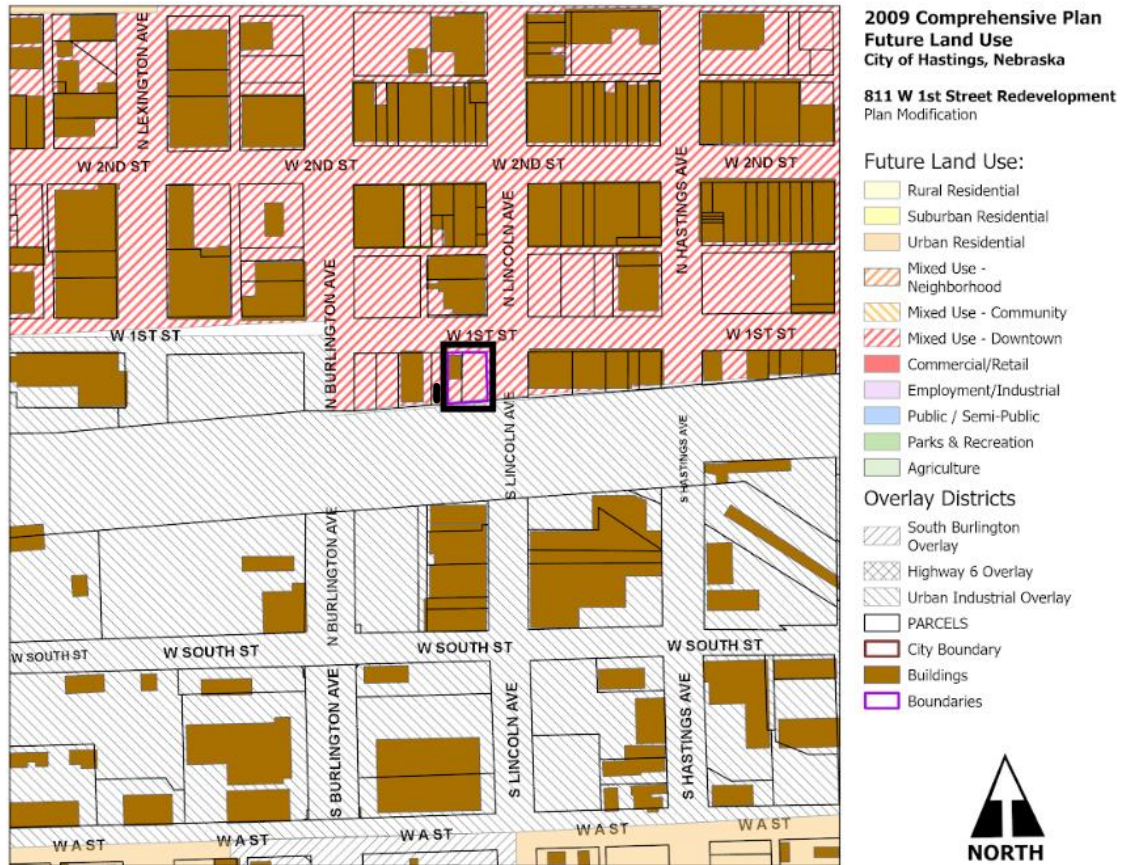 2009 Comprehensive Plan
Future Land Use
City of Hastings, Nebraska
811 W 1st Street Redevelopment
Plan Modification
Future Land Use:
Rural Residential
Suburban Residential
Urban Residential
Mixed Use -
Neighborhood
Mixed Use - Community
Mixed Use - Downtown
Commercial/Retail
Employment/Industrial
Public / Semi-Public
Parks & Recreation
Agriculture
Overlay Districts
South Burlington
Overlay
Highway 6 Overlay
Urban Industrial Overlay
PARCELS
City Boundary
Buildings
Boundaries
NORTH
N LEXINGTON AVE
W 2ND ST
W 2ND ST
W 2ND ST
W 2ND ST
N LINCOLN AVE
N HASTINGS AVE
N BURLINGTON AVE
W 1ST ST
W 1ST ST
W 1ST ST
S LINCOLN AVE
S HASTINGS AVE
N BURLINGTON AVE
W SOUTH ST
W SOUTH ST
W SOUTH ST
W SOUTH ST
S BURLINGTON AVE
S LINCOLN AVE
S HASTINGS AVE
W A ST
W A ST
W A ST
W A ST
W A ST